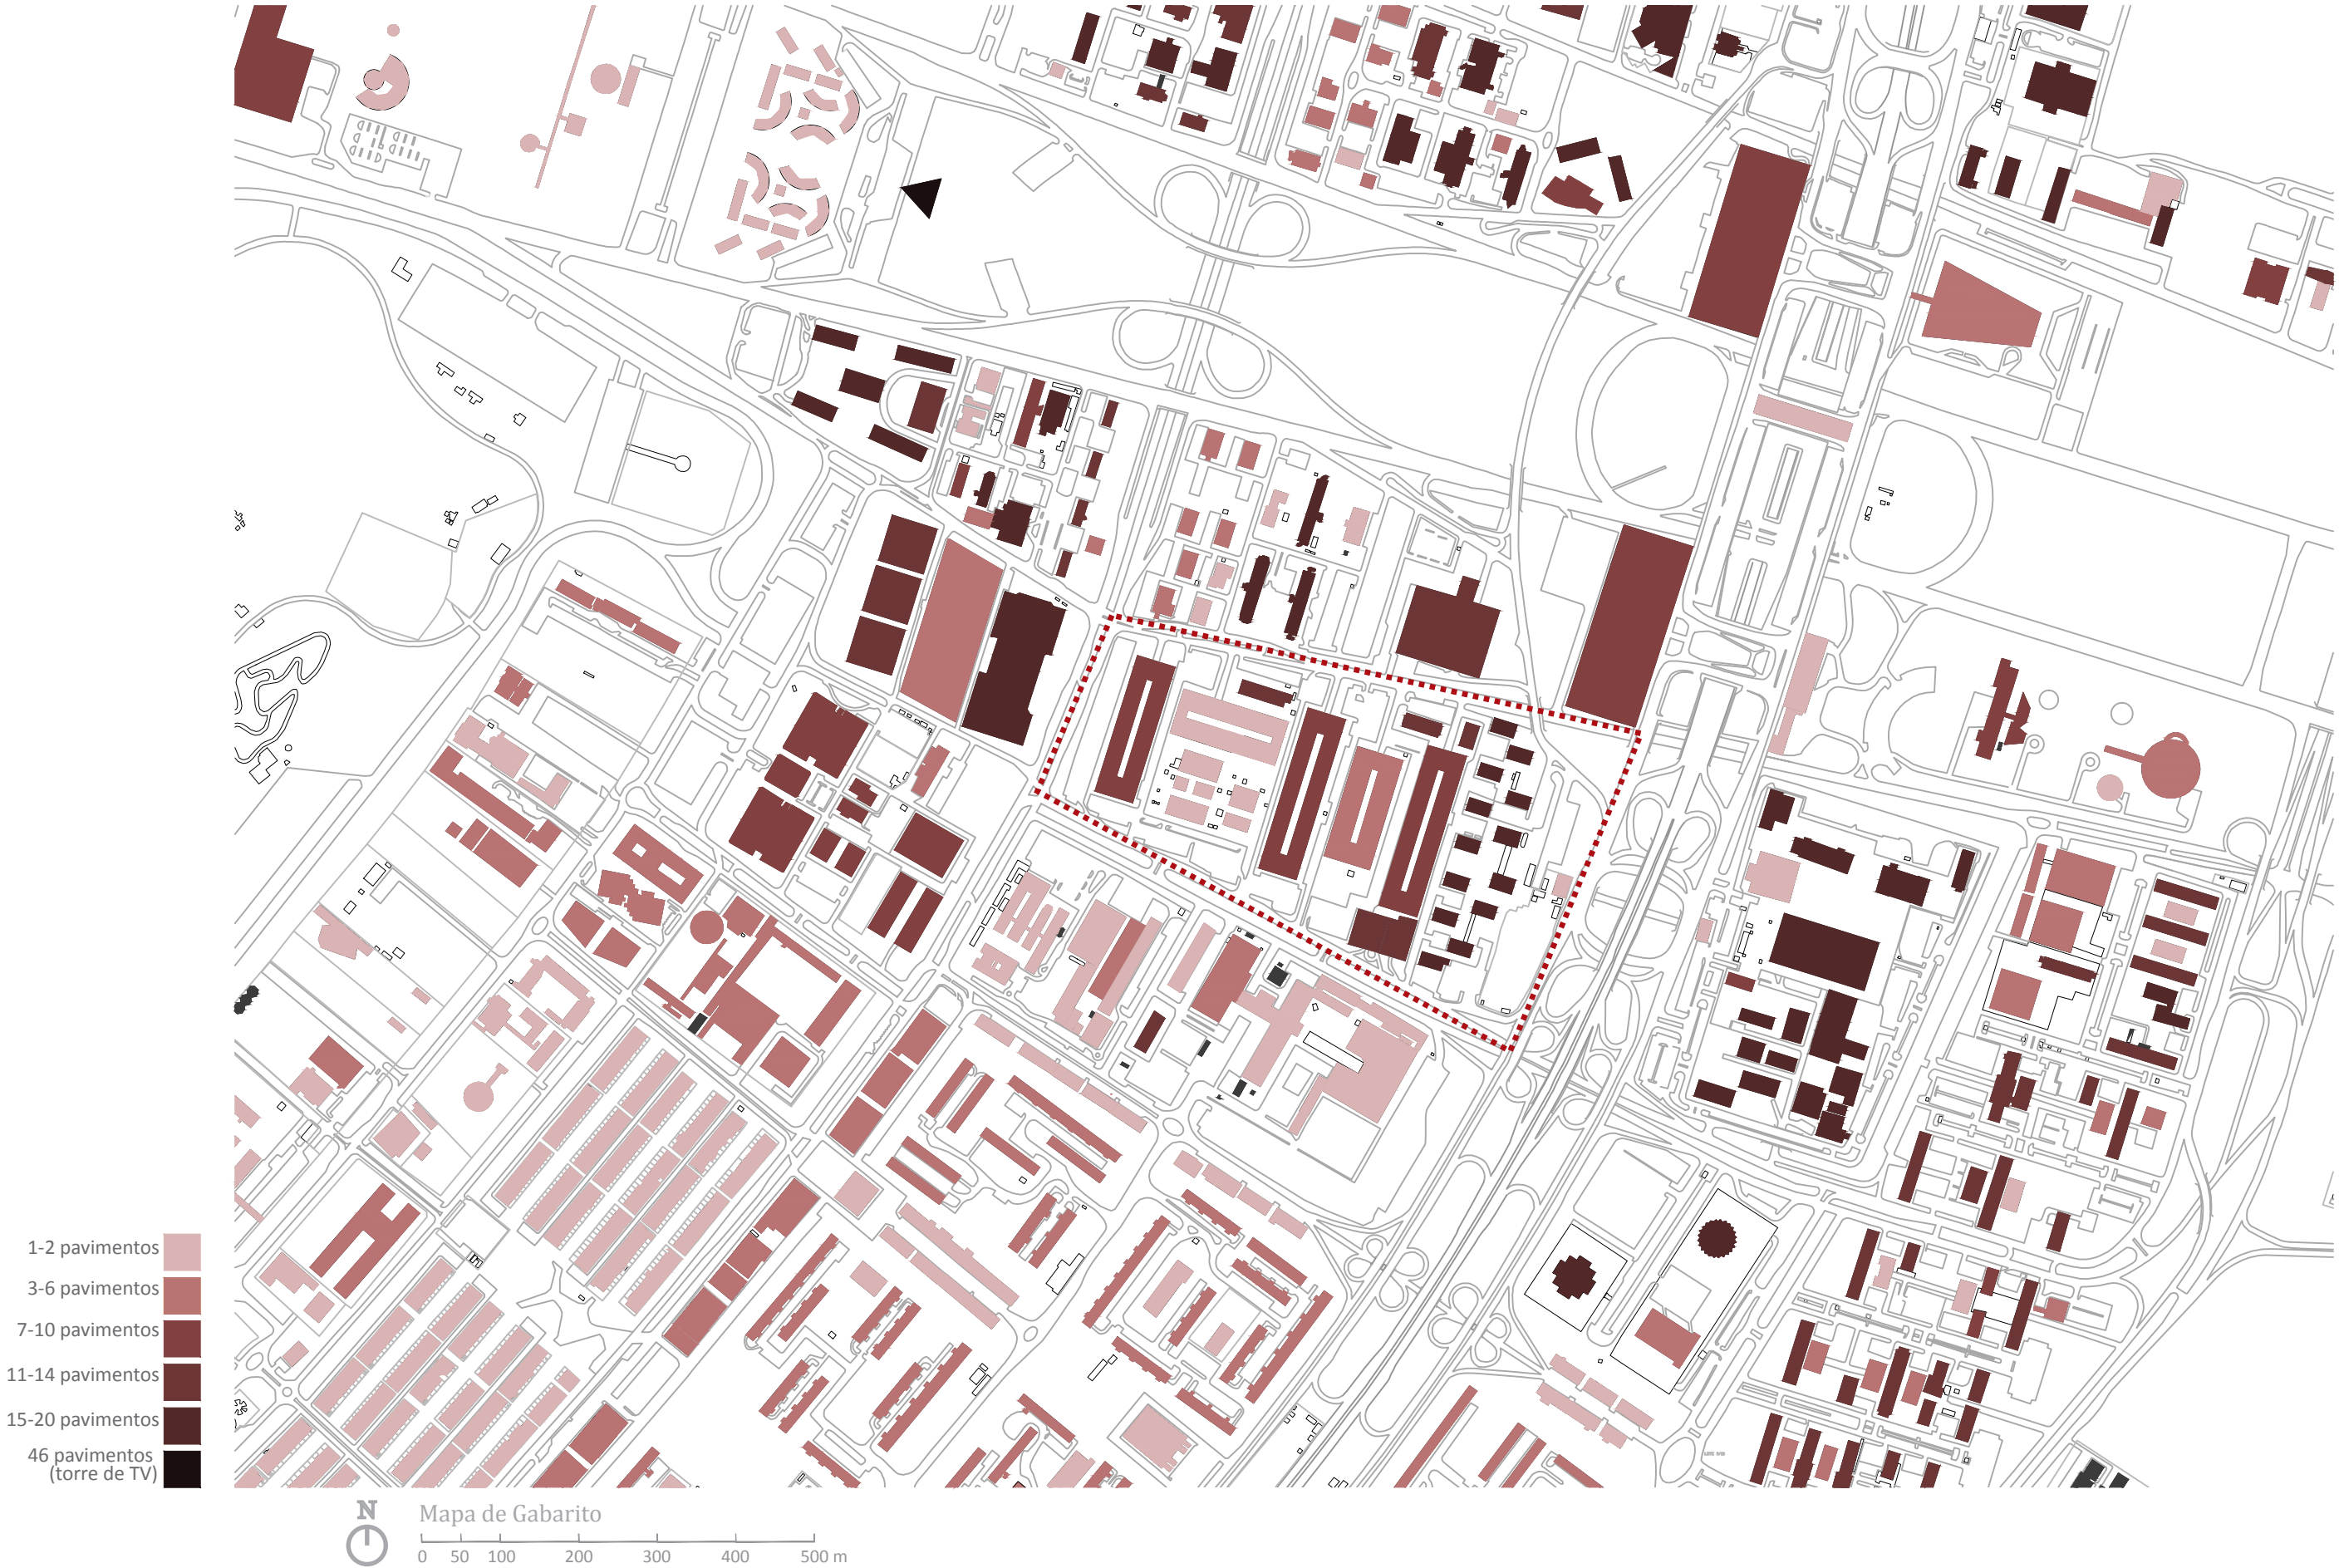 1-2 pavimentos
3-6 pavimentos
7-10 pavimentos
11-14 pavimentos
15-20 pavimentos
46 pavimentos
(torre de TV)
N
Mapa de Gabarito
0 50 100 200 300 400 500 m